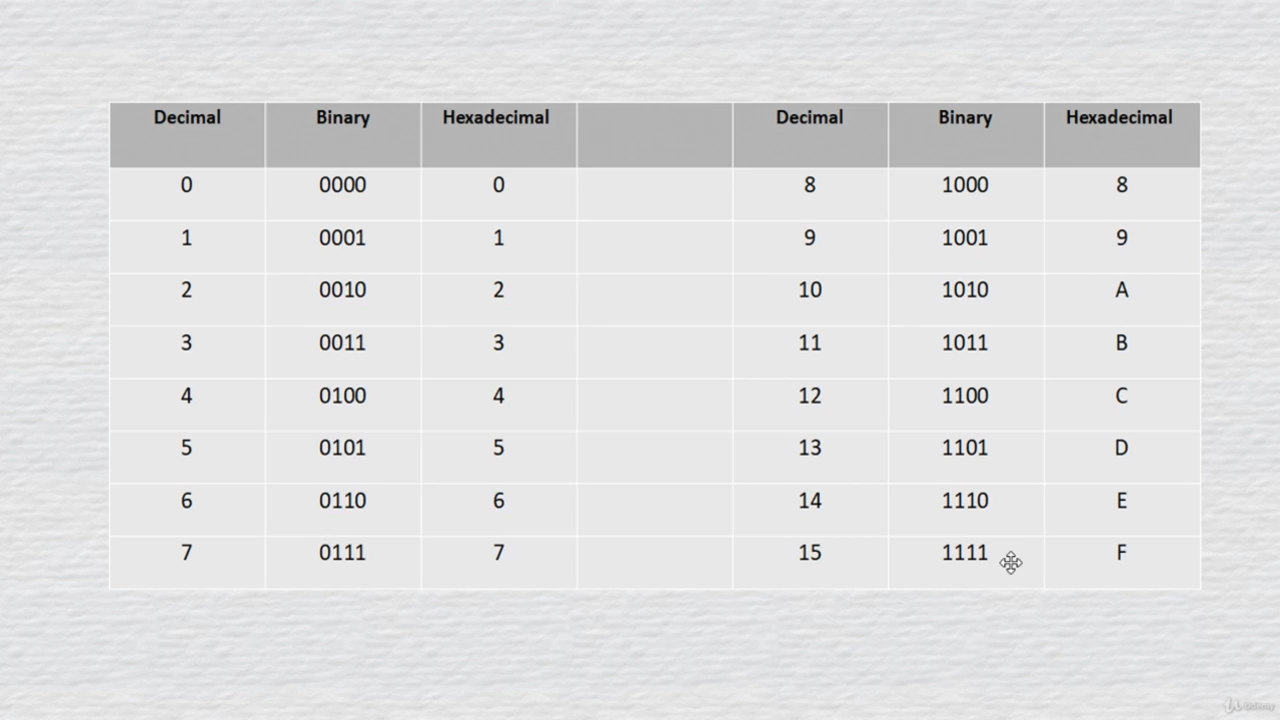 Decimal Binary Hexadecimal Decimal Binary Hexadecimal
0 0000 0 8 1000 8
1 0001 1 9 1001 9
2 0010 2 10 1010 A
3 0011 3 11 1011 B
4 0100 4 12 1100 C
5 0101 5 13 1101 D
6 0110 6 14 1110 E
7 0111 7 15 1111 F
Udemy